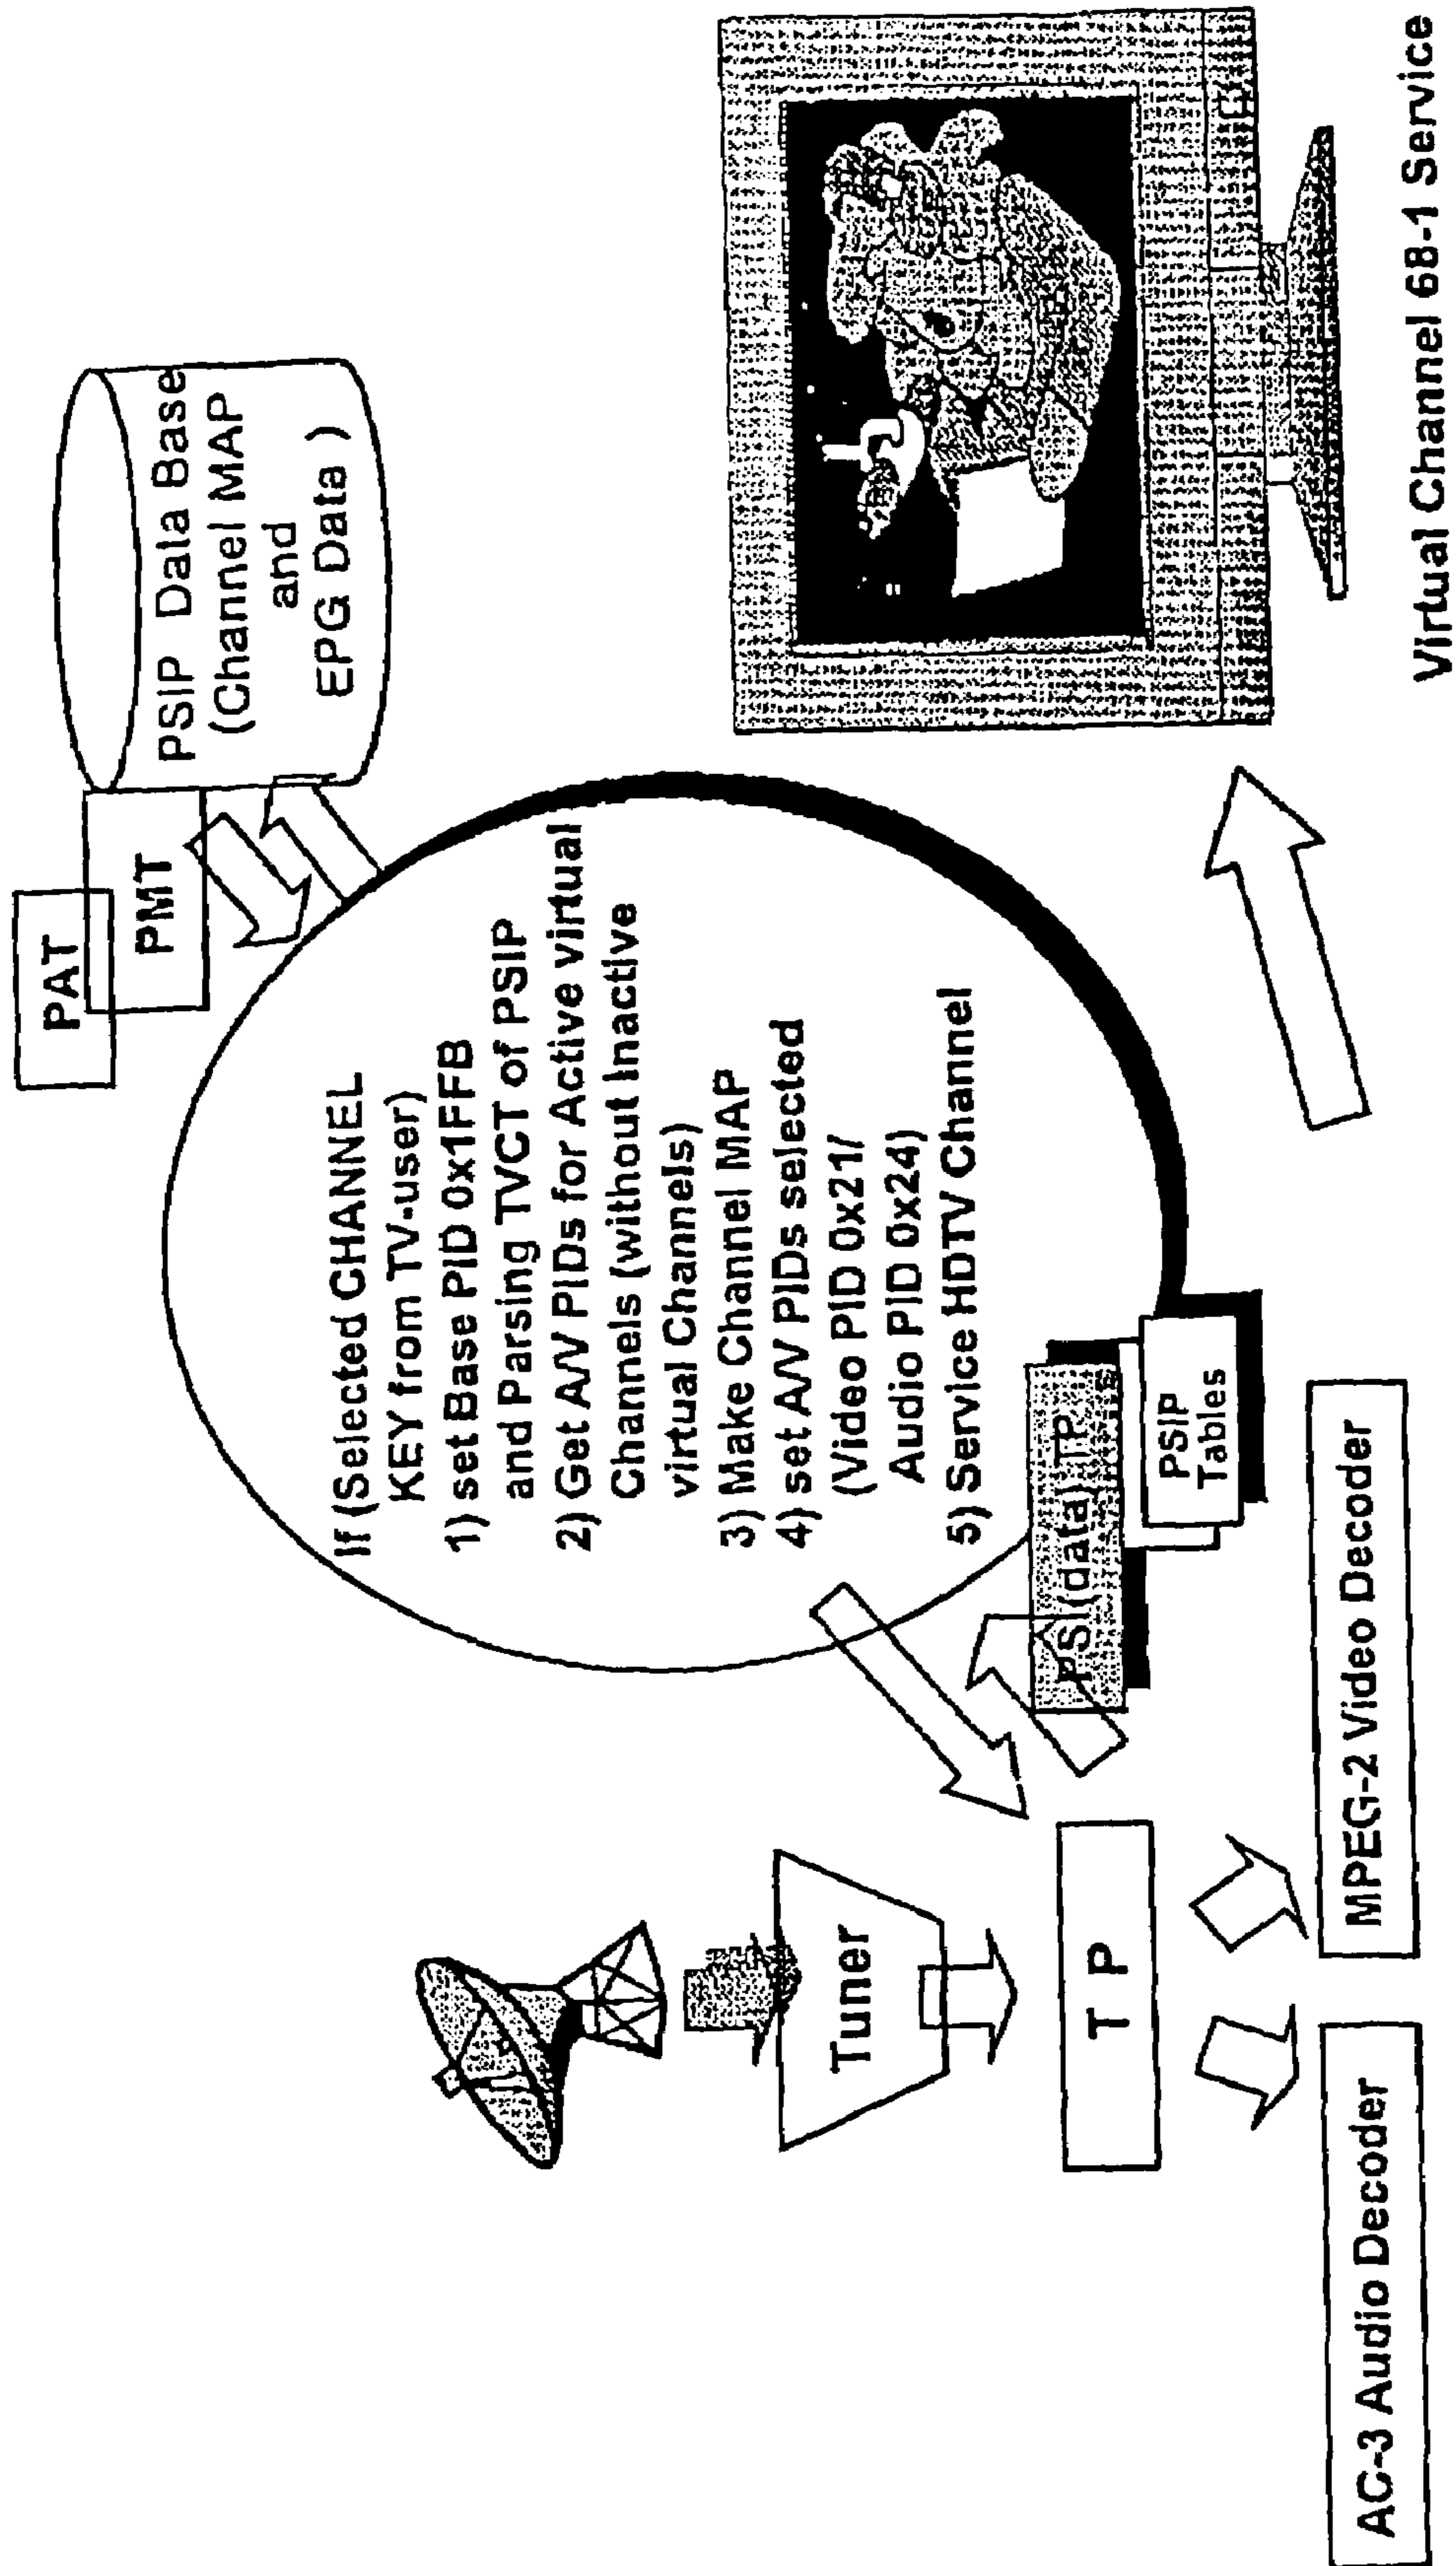 PAT
PMT
PSIP Data Base
(Channel MAP
and
EPG Data )
If (Selected CHANNEL
KEY from TV-user)
1) set Base PID 0x1FFB
and Parsing TVCT of PSIP
2) Get A/V PIDs for Active virtual
Channels (without Inactive
virtual Channels)
3) Make Channel MAP
4) set A/V PIDs selected
(Video PID 0x21/
Audio PID 0x24)
5) Service HDTV Channel
PSI(data)TP
PSIP
Tables
Tuner
T P
AC-3 Audio Decoder
MPEG-2 Video Decoder
Virtual Channel 68-1 Service